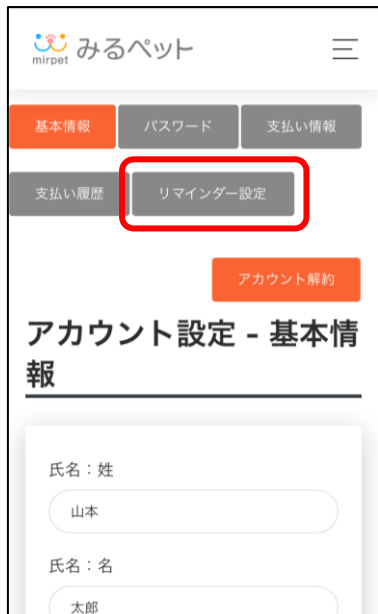 mirpet みるペット
基本情報 パスワード 支払い情報
支払い履歴 リマインダー設定
アカウント解約
アカウント設定 - 基本情
報
氏名：姓
山本
氏名：名
太郎